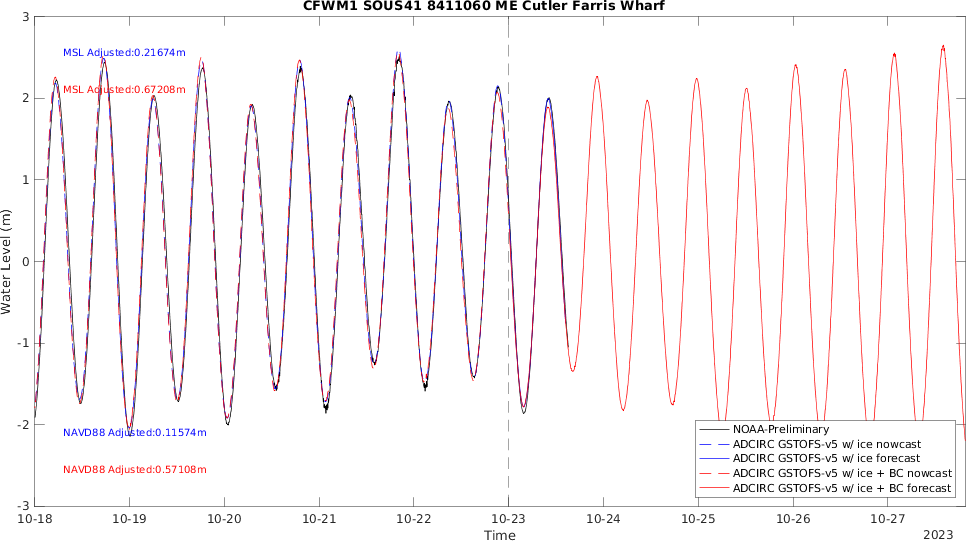 CFWM1 SOUS41 8411060 ME Cutler Farris Wharf
3
MSL Adjusted:0.21674m
MSL Adjusted:0.67208m
2
1
0
-1
-2
-3
Water Level (m)
NAVD88 Adjusted:0.11574m
NAVD88 Adjusted:0.57108m
NOAA-Preliminary
ADCIRC GSTOFS-v5 w/ ice nowcast
ADCIRC GSTOFS-v5 w/ ice forecast
ADCIRC GSTOFS-v5 w/ ice + BC nowcast
ADCIRC GSTOFS-v5 w/ ice + BC forecast
10-18 10-19 10-20 10-21 10-22 10-23 10-24 10-25 10-26 10-27
Time
2023